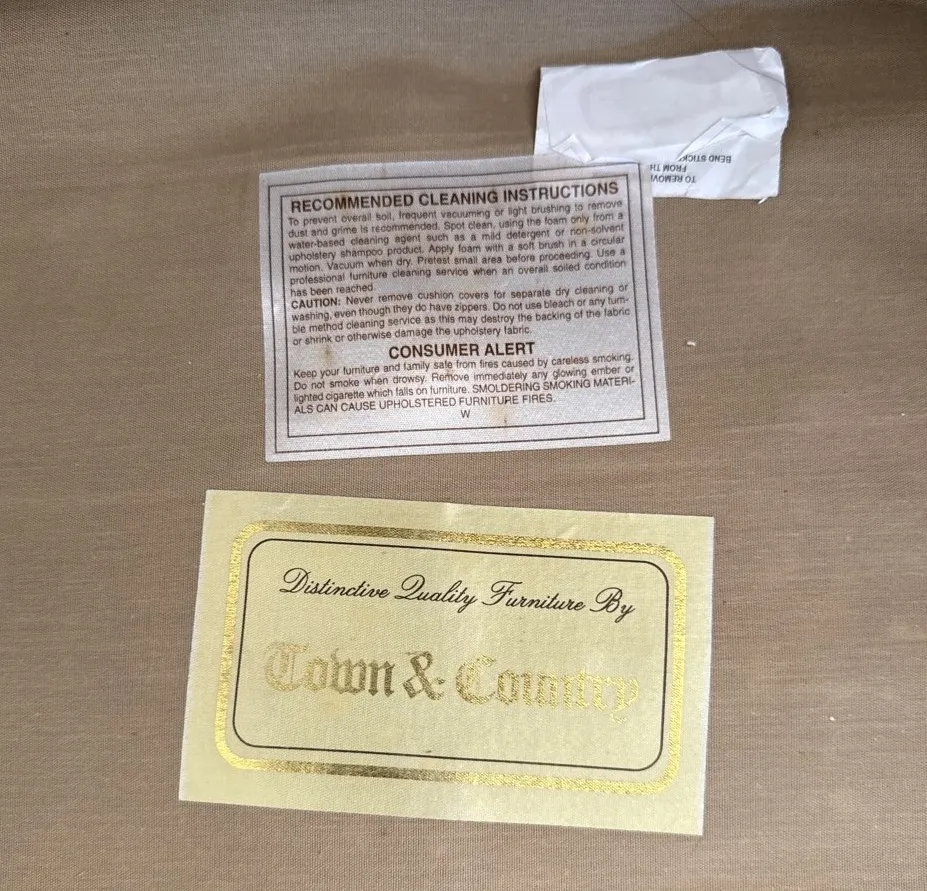 BEND STICK
FROM TH
TO REMOV
RECOMMENDED CLEANING INSTRUCTIONS
To prevent overall soil, frequent vacuuming or light brushing to remove
dust and grime is recommended. Spot clean, using the foam only from a
water-based cleaning agent such as a mild detergent or non-solvent
upholstery shampoo product. Apply foam with a soft brush in a circular
motion. Vacuum when dry. Pretest small area before proceeding. Use a
professional furniture cleaning service when an overall soiled condition
has been reached.
CAUTION: Never remove cushion covers for separate dry cleaning or
washing, even though they do have zippers. Do not use bleach or any tum-
ble method cleaning service as this may destroy the backing of the fabric
or shrink or otherwise damage the upholstery fabric.
CONSUMER ALERT
Keep your furniture and family safe from fires caused by careless smoking.
Do not smoke when drowsy. Remove immediately any glowing ember or
lighted cigarette which falls on furniture. SMOLDERING SMOKING MATERI-
ALS CAN CAUSE UPHOLSTERED FURNITURE FIRES.
W
Distinctive Quality Furniture By
Town & Country